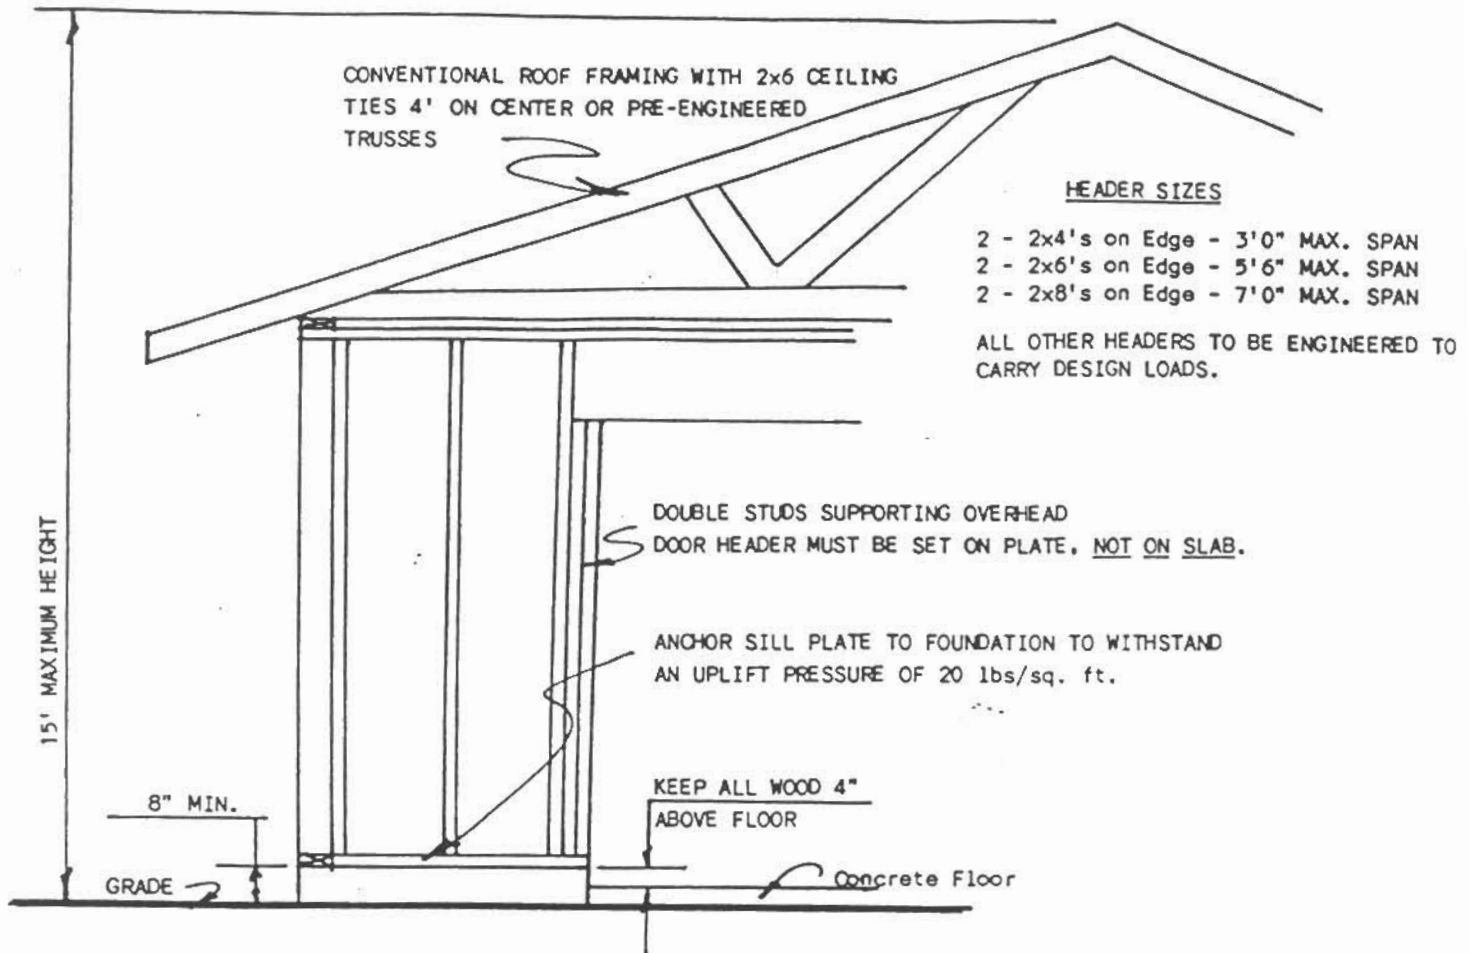 CONVENTIONAL ROOF FRAMING WITH 2x6 CEILING
TIES 4' ON CENTER OR PRE-ENGINEERED
TRUSSES
HEADER SIZES
2 - 2x4's on Edge - 3'0" MAX. SPAN
2 - 2x6's on Edge - 5'6" MAX. SPAN
2 - 2x8's on Edge - 7'0" MAX. SPAN
ALL OTHER HEADERS TO BE ENGINEERED TO
CARRY DESIGN LOADS.
15' MAXIMUM HEIGHT
DOUBLE STUDS SUPPORTING OVERHEAD
DOOR HEADER MUST BE SET ON PLATE, NOT ON SLAB.
ANCHOR SILL PLATE TO FOUNDATION TO WITHSTAND
AN UPLIFT PRESSURE OF 20 lbs/sq. ft.
8" MIN.
KEEP ALL WOOD 4"
ABOVE FLOOR
GRADE
Concrete Floor